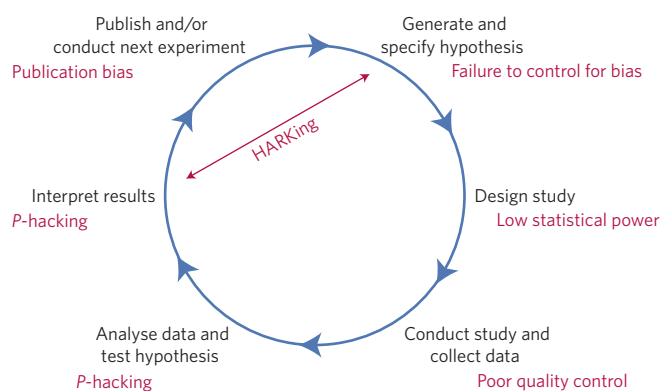 Publish and/or
conduct next experiment
Publication bias
Generate and
specify hypothesis
Failure to control for bias
HARKing
Interpret results
P-hacking
Design study
Low statistical power
Analyse data and
test hypothesis
P-hacking
Conduct study and
collect data
Poor quality control